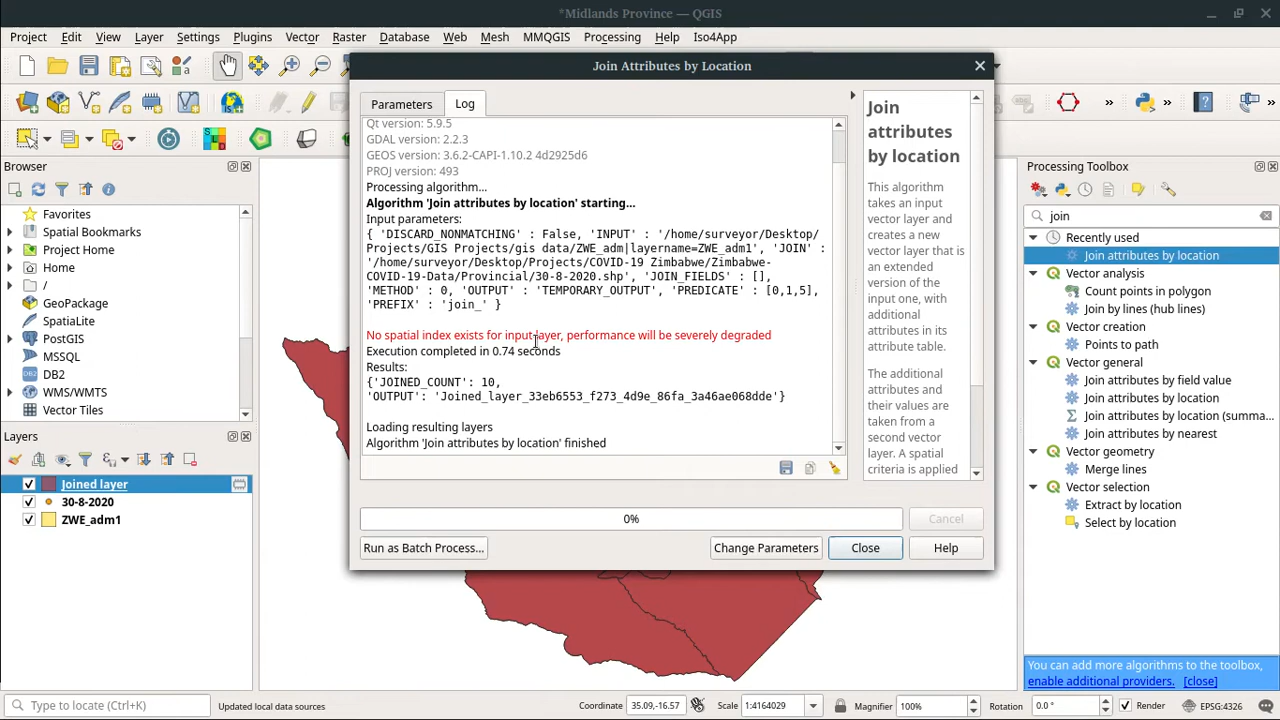 *Midlands Province — QGIS
Project Edit View Layer Settings Plugins Vector Raster Database Web Mesh MMQGIS Processing Help Iso4App
Join Attributes by Location
Parameters Log
Qt version: 5.9.5
GDAL version: 2.2.3
GEOS version: 3.6.2-CAPI-1.10.2 4d2925d6
PROJ version: 493
Processing algorithm...
Algorithm 'Join attributes by location' starting...
Input parameters:
{ 'DISCARD_NONMATCHING' : False, 'INPUT' : '/home/surveyor/Desktop/
Projects/GIS Projects/gis data/ZWE_adm|layername=ZWE_adm1', 'JOIN' :
'/home/surveyor/Desktop/Projects/COVID-19 Zimbabwe/Zimbabwe-
COVID-19-Data/Provincial/30-8-2020.shp', 'JOIN_FIELDS' : [],
'METHOD' : 0, 'OUTPUT' : 'TEMPORARY_OUTPUT', 'PREDICATE' : [0,1,5],
'PREFIX' : 'join_' }
No spatial index exists for input layer, performance will be severely degraded
Execution completed in 0.74 seconds
Results:
{'JOINED_COUNT': 10,
'OUTPUT': 'Joined_layer_33eb6553_f273_4d9e_86fa_3a46ae068dde'}
Loading resulting layers
Algorithm 'Join attributes by location' finished
0%
Cancel
Run as Batch Process...
Change Parameters
Close
Help
Join
attributes
by location
This algorithm
takes an input
vector layer and
creates a new
vector layer that is
an extended
version of the
input one, with
additional
attributes in its
attribute table.
The additional
attributes and
their values are
taken from a
second vector
layer. A spatial
criteria is applied
Browser
Favorites
Spatial Bookmarks
Project Home
Home
/
GeoPackage
SpatiaLite
PostGIS
MSSQL
DB2
WMS/WMTS
Vector Tiles
Layers
Joined layer
30-8-2020
ZWE_adm1
Processing Toolbox
join
Recently used
Join attributes by location
Vector analysis
Count points in polygon
Join by lines (hub lines)
Vector creation
Points to path
Vector general
Join attributes by field value
Join attributes by location
Join attributes by location (summa...
Join attributes by nearest
Vector geometry
Merge lines
Vector selection
Extract by location
Select by location
You can add more algorithms to the toolbox,
enable additional providers. [close]
Type to locate (Ctrl+K)
Updated local data sources:
Coordinate 35.09,-16.57
Scale 1:4164029
Magnifier 100%
Rotation 0.0 °
Render
EPSG:4326